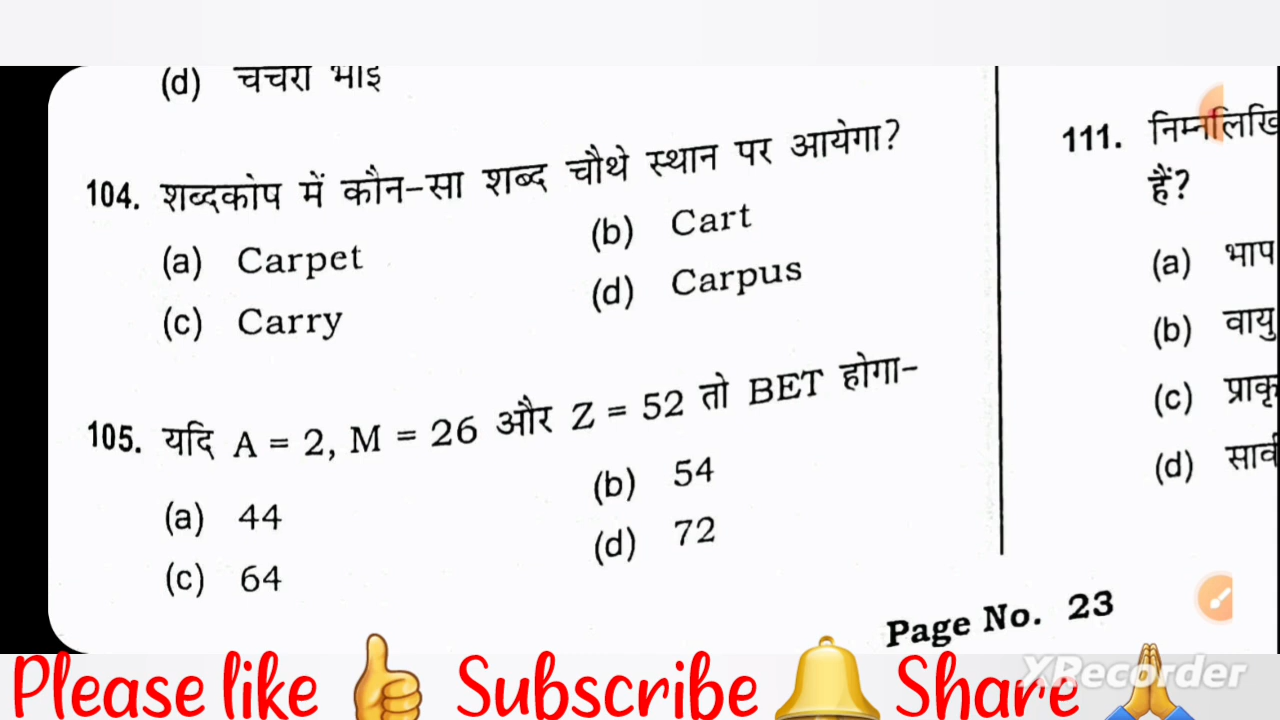 (d) चचेरा भाई
104. शब्दकोष में कौन-सा शब्द चौथे स्थान पर आयेगा?
(a) Carpet
(b) Cart
(c) Carry
(d) Carpus
105. यदि A = 2, M = 26 और Z = 52 तो BET होगा-
(a) 44
(b) 54
(c) 64
(d) 72
111.
हैं?
(a) भाप
(b) वायु
(c)
(d)
Page No. 23
Please like Subscribe Share
XRecorder